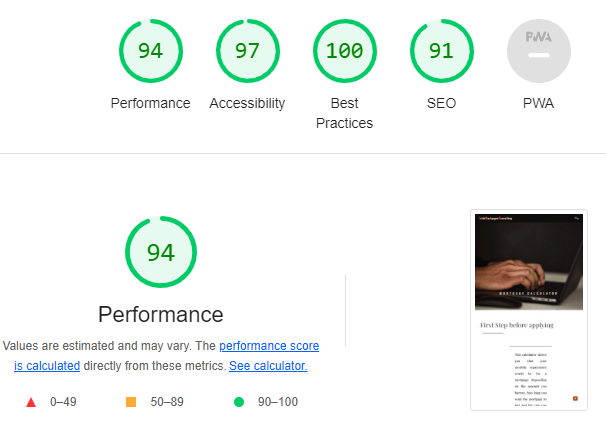 94
97
100
91
PWA
Performance
Accessibility
Best
Practices
SEO
PWA
94
Performance
Values are estimated and may vary. The performance score
is calculated directly from these metrics. See calculator.
0–49
50–89
90–100
MORTGAGE CALCULATOR
First Step before applying
This calculator shows
you what your
monthly repayments
would be for a
mortgage, depending
on the amount you
borrow, how long you
want the mortgage to
last and the rate you